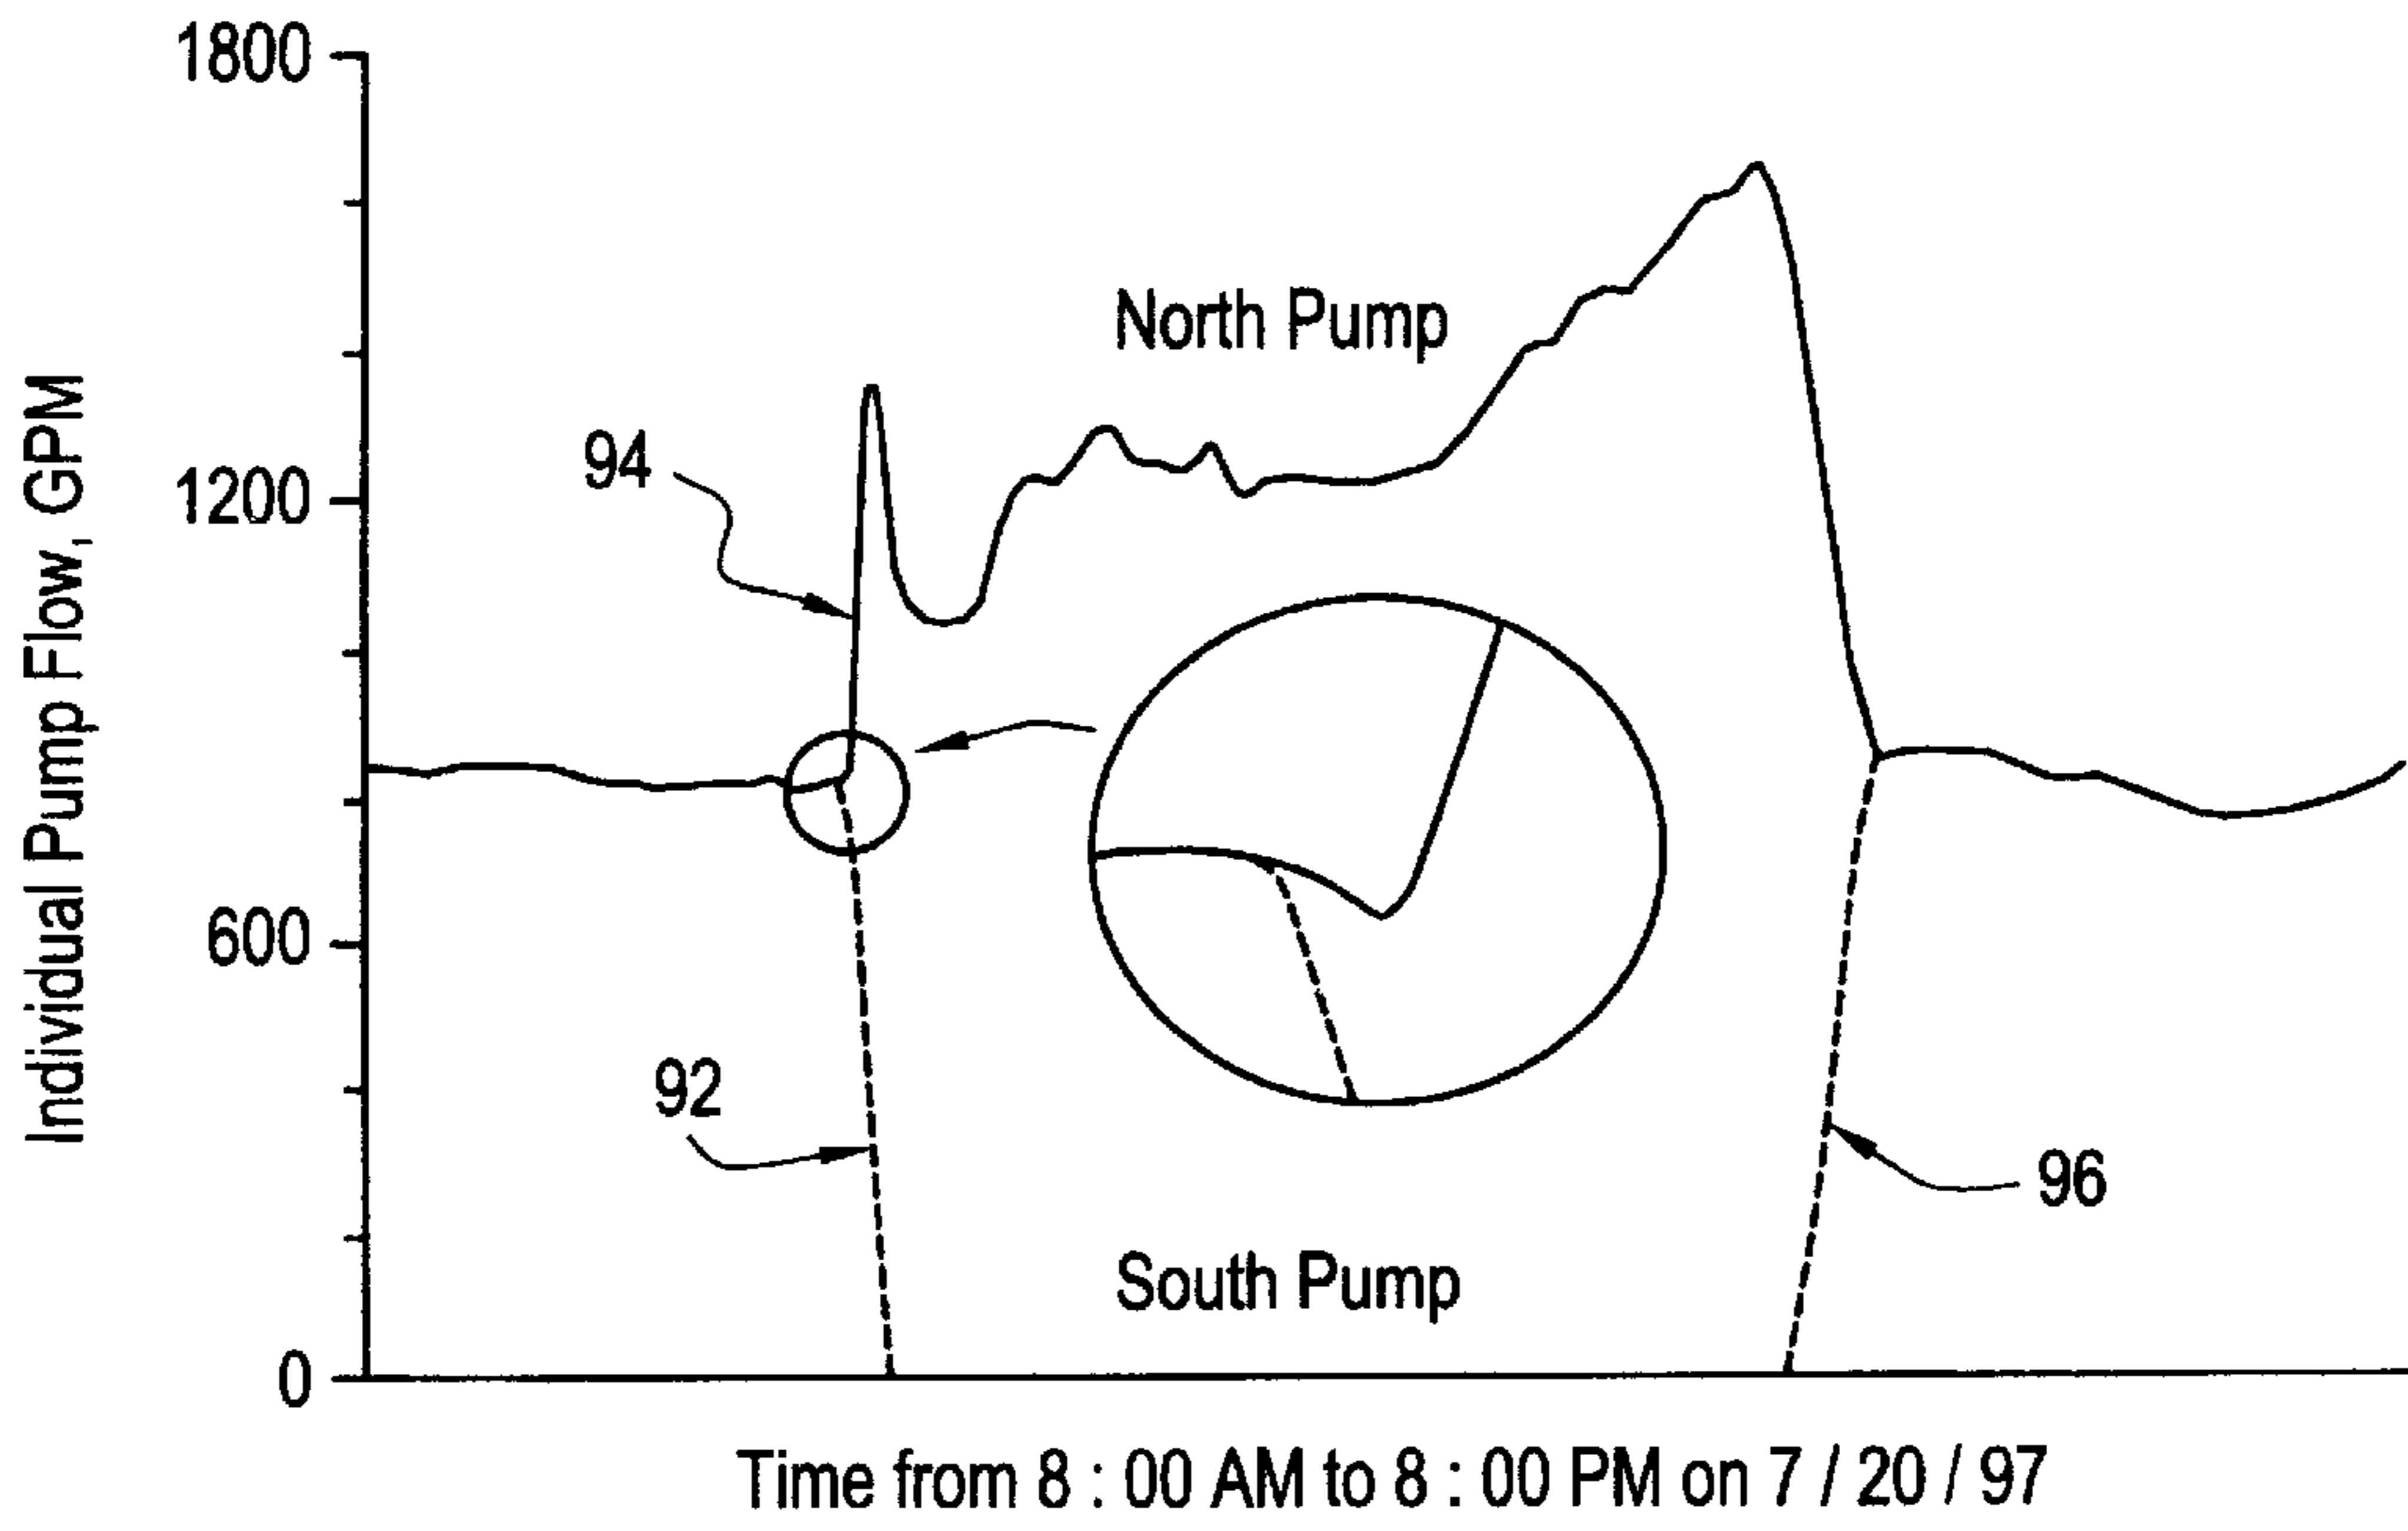 1800
1200
600
0
Individual Pump Flow, GPM
North Pump
94
92
96
South Pump
Time from 8 : 00 AM to 8 : 00 PM on 7 / 20 / 97